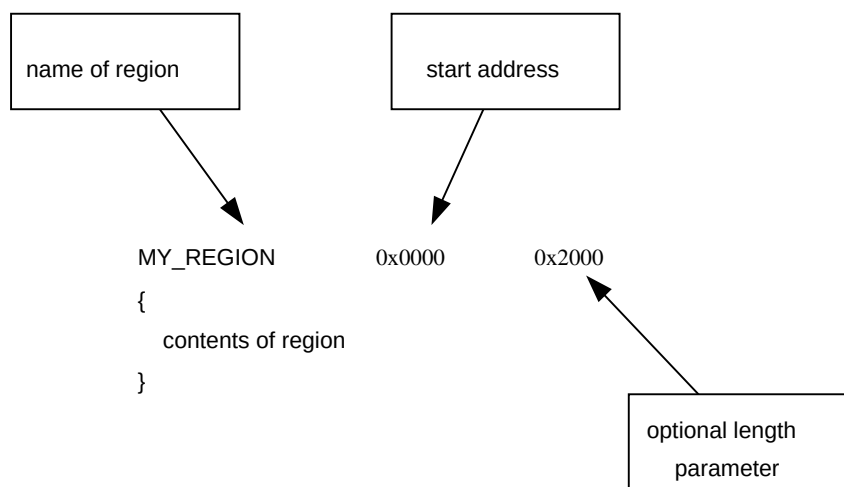 name of region
start address
MY_REGION 0x0000 0x2000
{
contents of region
}
optional length
parameter